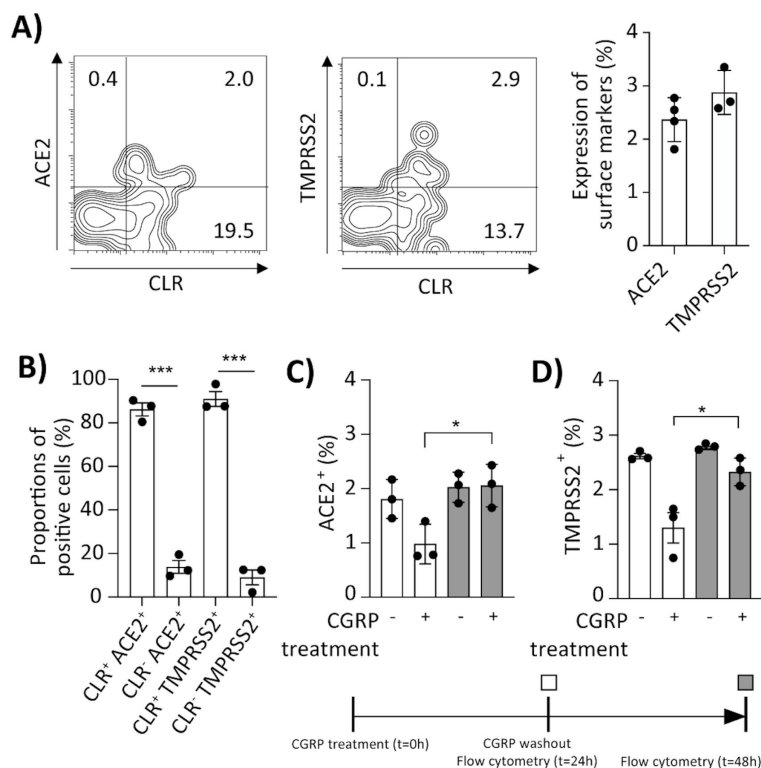 A)
ACE2
0.4
2.0
19.5
CLR
TMPRSS2
0.1
2.9
13.7
CLR
Expression of
surface markers (%)
4
3
2
1
0
ACE2
TMPRSS2
B)
Proportions of
positive cells (%)
100
80
60
40
20
10
0
***
***
CLR⁺ ACE2⁺
CLR⁻ ACE2⁺
CLR⁺ TMPRSS2⁺
CLR⁻ TMPRSS2⁺
C)
ACE2⁺ (%)
4
3
2
1
0
*
CGRP - + - +
treatment
D)
TMPRSS2⁺ (%)
4
3
2
1
0
*
CGRP - + - +
treatment
CGRP treatment (t=0h)
CGRP washout
Flow cytometry (t=24h)
Flow cytometry (t=48h)